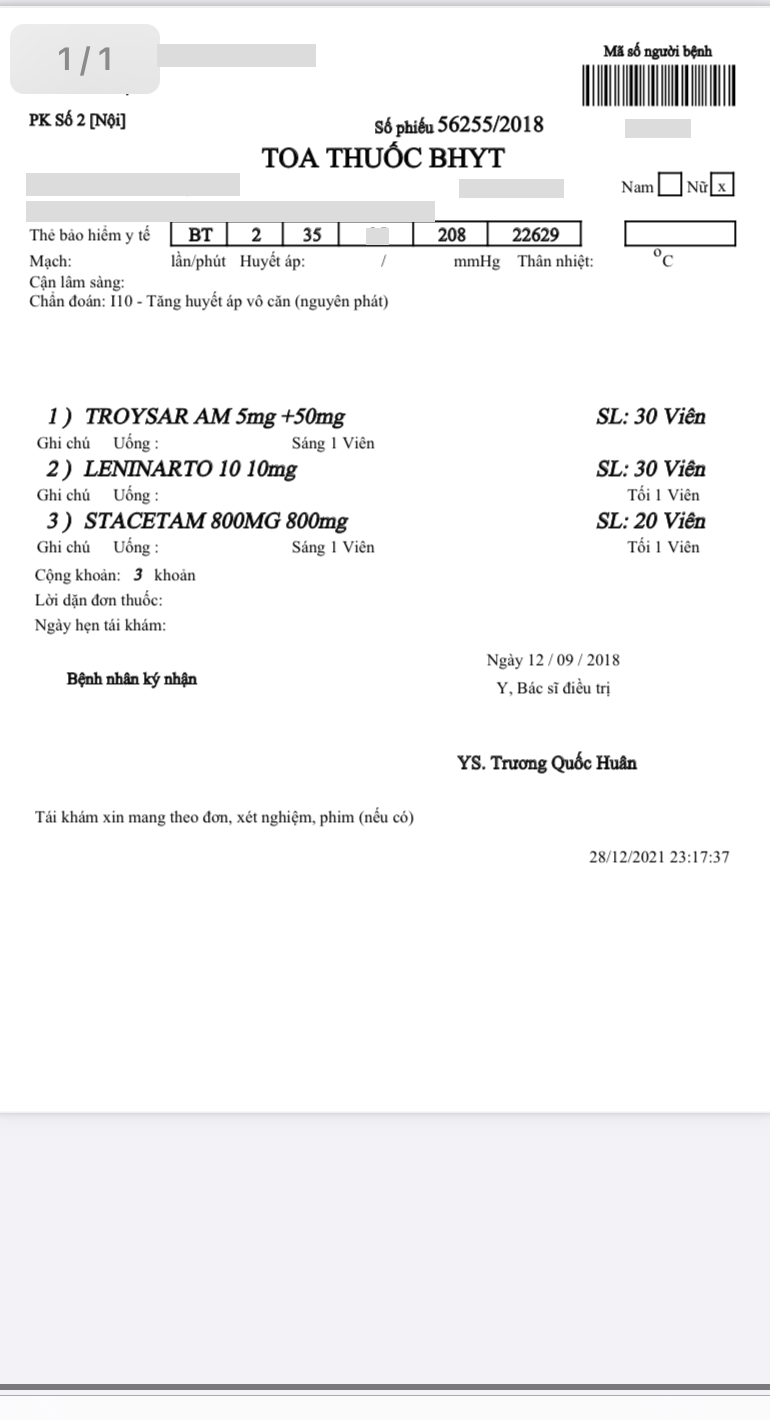 1/1
Mã số người bệnh
PK Số 2 [Nội]
Số phiếu 56255/2018
TOA THUỐC BHYT
Nam Nữ x
Thẻ bảo hiểm y tế BT 2 35 208 22629
Mạch: lần/phút Huyết áp: / mmHg Thân nhiệt: °C
Cận lâm sàng:
Chẩn đoán: I10 - Tăng huyết áp vô căn (nguyên phát)
1 ) TROYSAR AM 5mg +50mg SL: 30 Viên
Ghi chú Uống : Sáng 1 Viên
2 ) LENINARTO 10 10mg SL: 30 Viên
Ghi chú Uống : Tối 1 Viên
3 ) STACETAM 800MG 800mg SL: 20 Viên
Ghi chú Uống : Sáng 1 Viên Tối 1 Viên
Cộng khoản: 3 khoản
Lời dặn đơn thuốc:
Ngày hẹn tái khám:
Ngày 12 / 09 / 2018
Bệnh nhân ký nhận
Y, Bác sĩ điều trị
YS. Trương Quốc Huân
Tái khám xin mang theo đơn, xét nghiệm, phim (nếu có)
28/12/2021 23:17:37